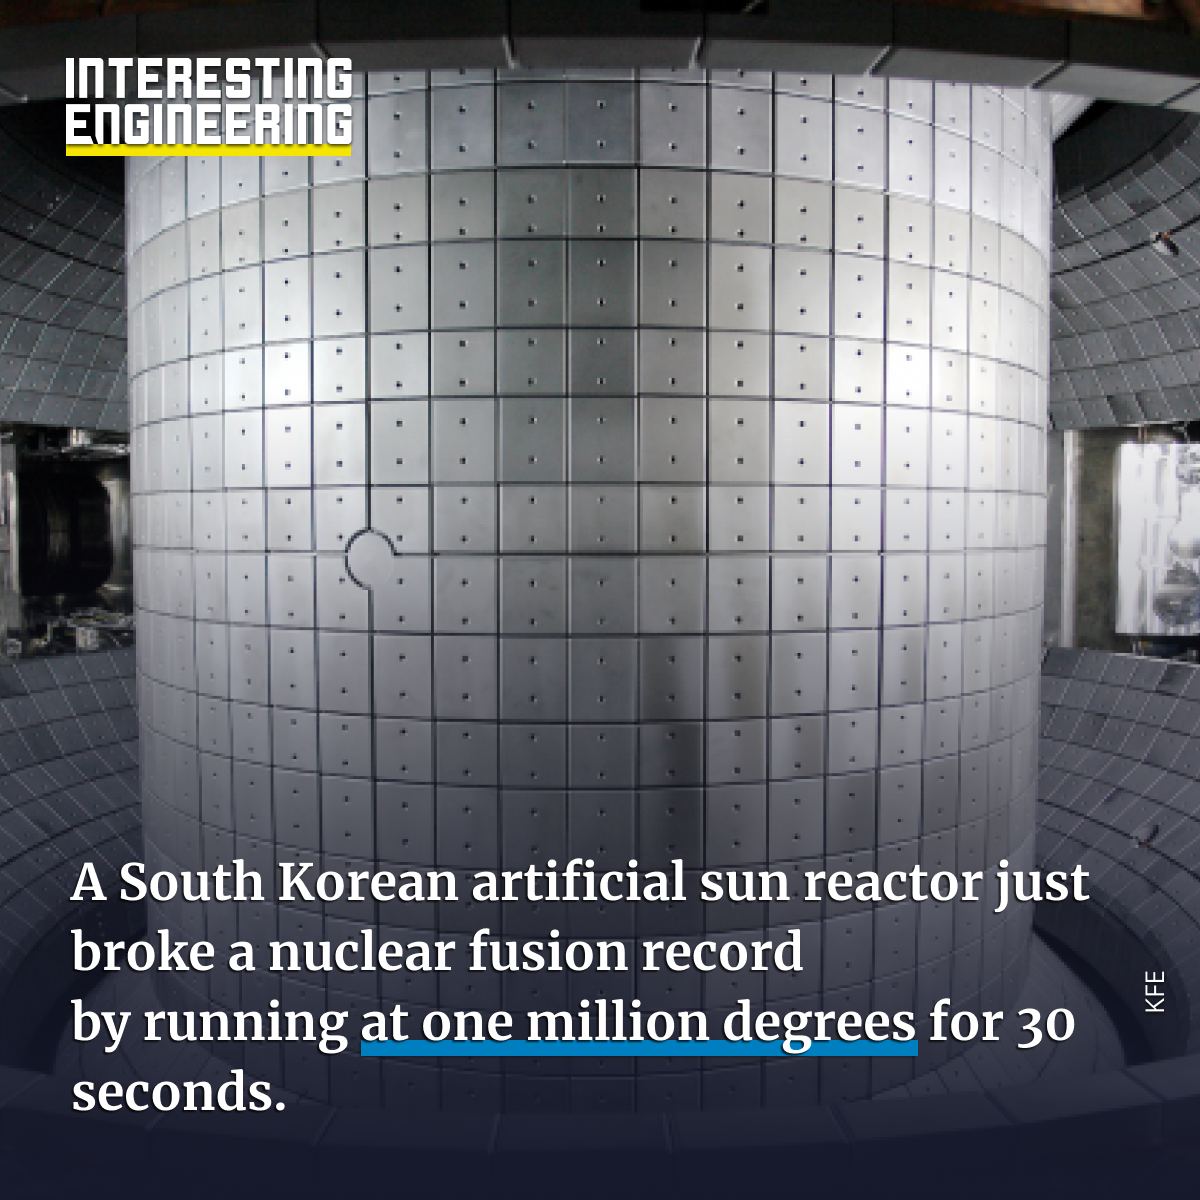 INTERESTING
ENGINEERING
A South Korean artificial sun reactor just
broke a nuclear fusion record
by running at one million degrees for 30
seconds.
KFE